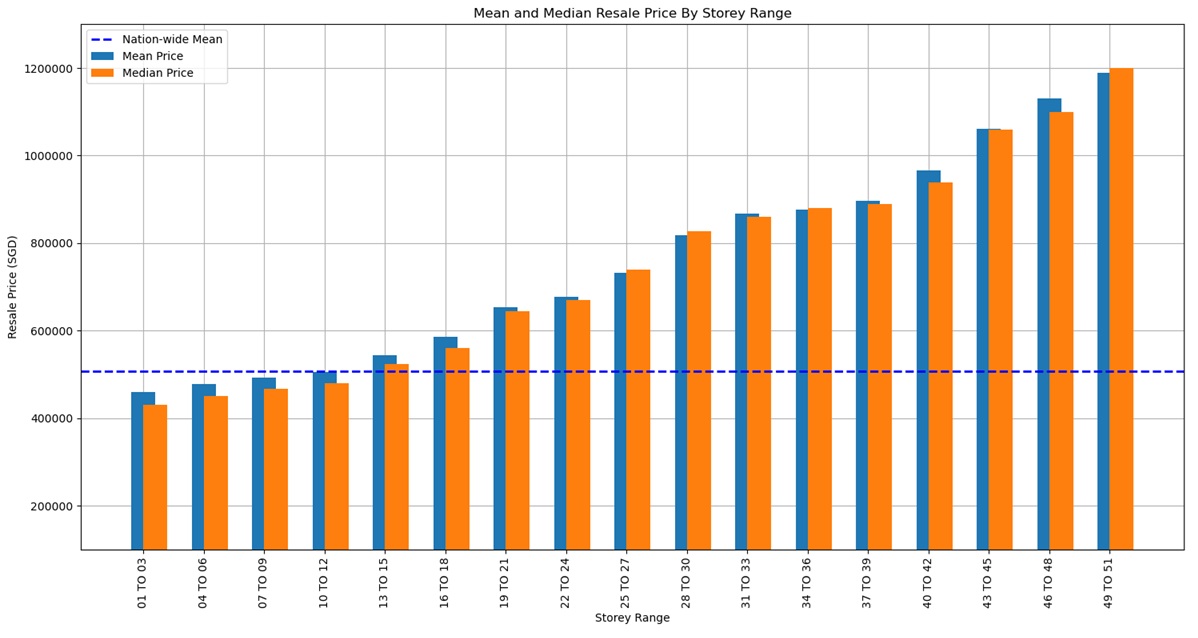 Mean and Median Resale Price By Storey Range
Nation-wide Mean
Mean Price
Median Price
1200000
1000000
800000
600000
400000
200000
Resale Price (SGD)
01 TO 03
04 TO 06
07 TO 09
10 TO 12
13 TO 15
16 TO 18
19 TO 21
22 TO 24
25 TO 27
28 TO 30
31 TO 33
34 TO 36
37 TO 39
40 TO 42
43 TO 45
46 TO 48
49 TO 51
Storey Range